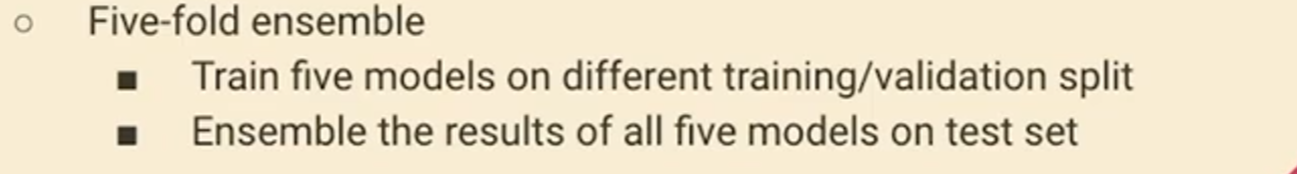 ○ Five-fold ensemble
■ Train five models on different training/validation split
■ Ensemble the results of all five models on test set